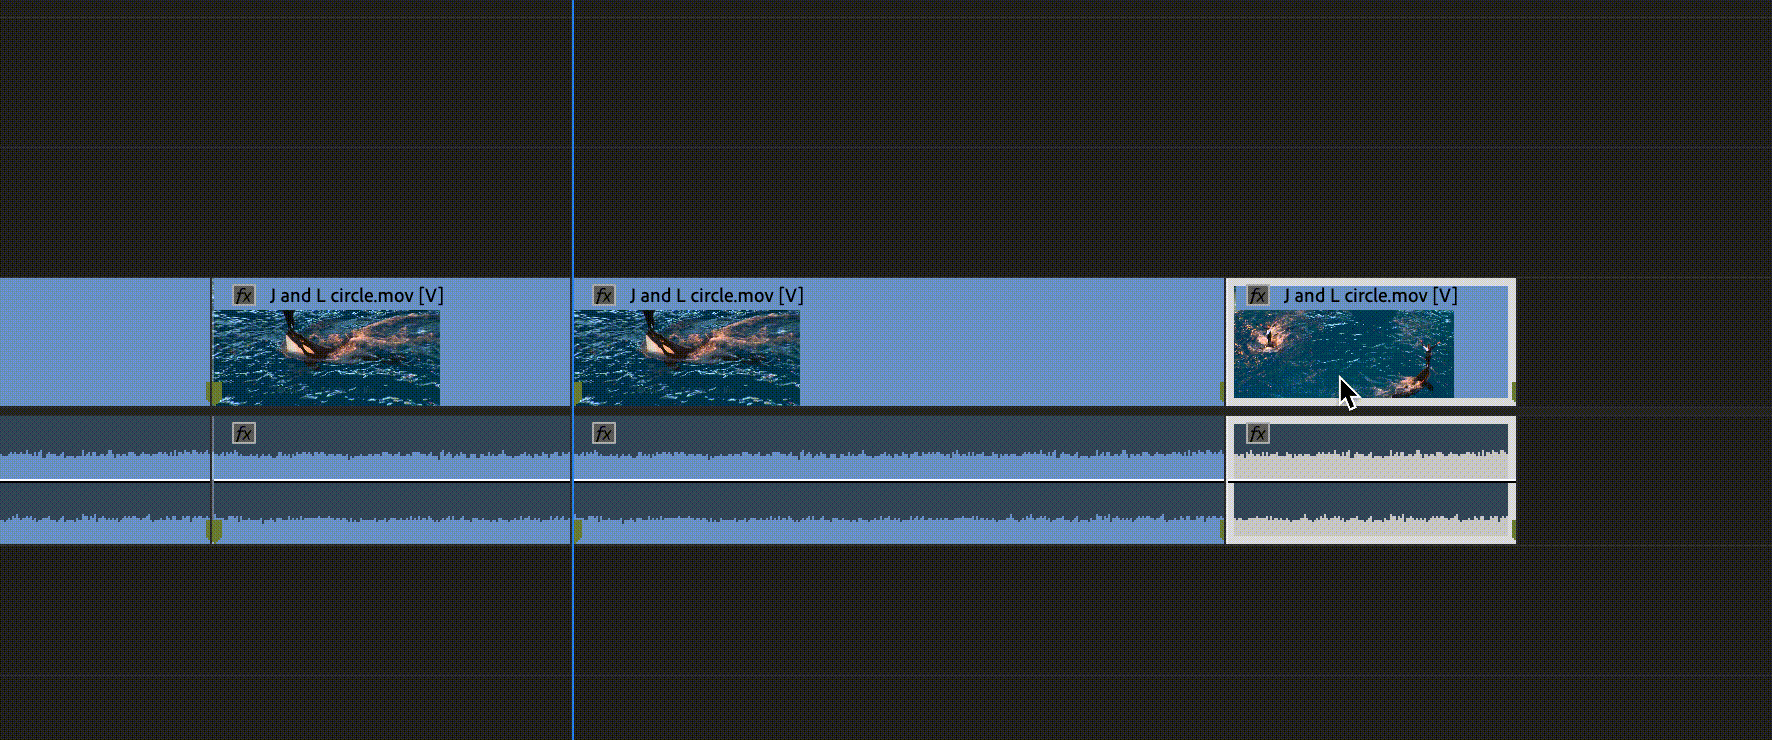 fx J and L circle.mov [V] fx J and L circle.mov [V] fx J and L circle.mov [V]
fx fx fx